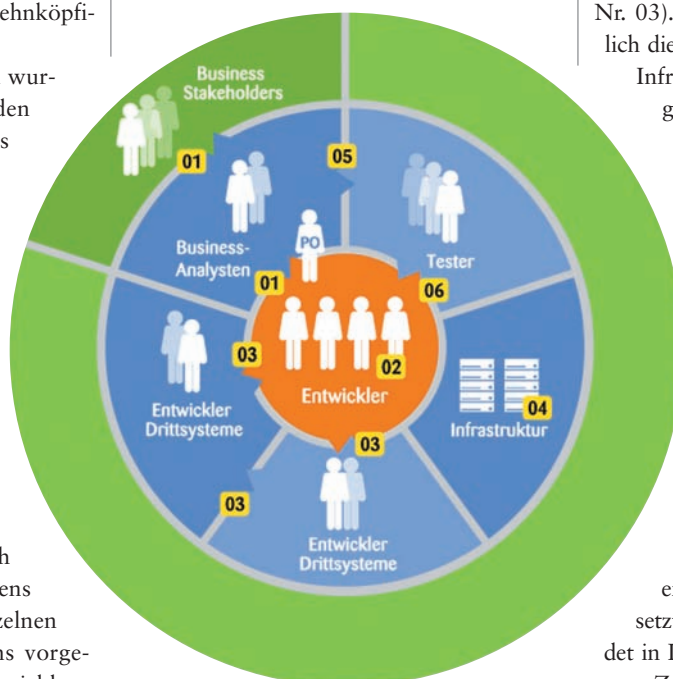 ehnköpfi-
wur-
den
s
Nr. 03).
lich die
Infr
g
Business
Stakeholders
01
05
Business-
Analysten
PO
Tester
01
06
03
02
Entwickler
Entwickler
Drittsysteme
04
Infrastruktur
03
03
Entwickler
Drittsysteme
h
ens
zelnen
ns vorge-
e
setz
det in I